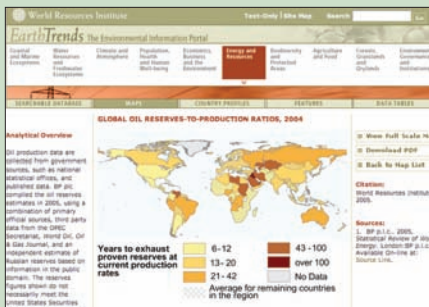 World Resources Institute
Text-Only | Site Map Search
EarthTrends The Environmental Information Portal
Coastal and Marine Ecosystems
Water Resources and Freshwater Ecosystems
Climate and Atmosphere
Population, Health and Human Well-being
Economics, Business and the Environment
Energy and Resources
Biodiversity and Protected Areas
Agriculture and Food
Forests, Grasslands and Drylands
Environmental Governance and Institutions
SEARCHABLE DATABASE MAPS COUNTRY PROFILES FEATURES DATA TABLES
Analytical Overview
Oil production data are
collected from government
sources, such as national
statistical offices, and
published data. BP plc
compiled the oil reserves
estimates in 2005, using a
combination of primary
official sources, third party
data from the OPEC
Secretariat, World Oil, Oil
& Gas Journal, and an
independent estimate of
Russian reserves based on
information in the public
domain. The reserves
figures shown do not
necessarily meet the
United States Securities
GLOBAL OIL RESERVES-TO-PRODUCTION RATIOS, 2004
Years to exhaust
proven reserves at
current production
rates
6-12
13-20
21-42
43-100
over 100
No Data
Average for remaining countries
in the region
View Full Scale M
Download PDF
Back to Map List
Citation:
World Resources Institute
2005.
Sources:
1. BP p.l.c., 2005.
Statistical Review of Wo
Energy. London: BP p.l.c.
Available On-line at:
Source Line.